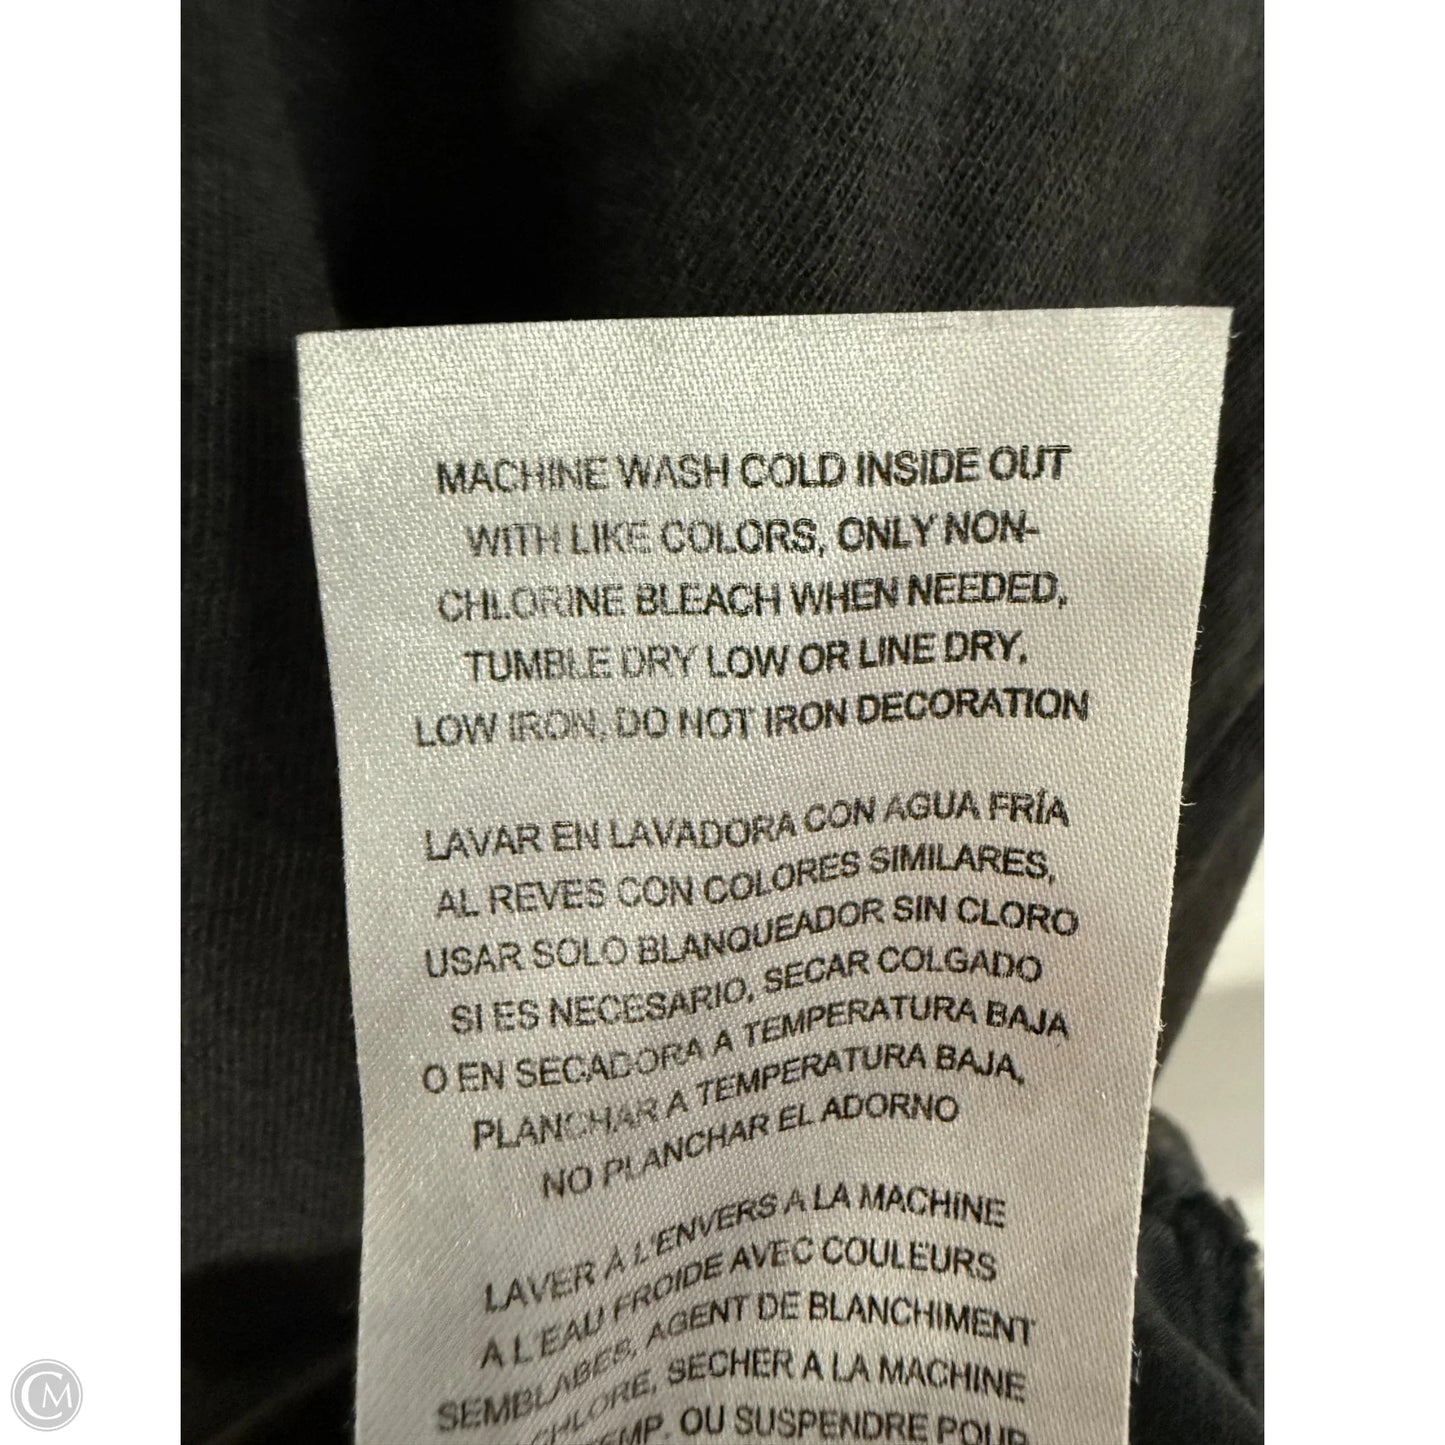 MACHINE WASH COLD INSIDE OUT
WITH LIKE COLORS, ONLY NON-
CHLORINE BLEACH WHEN NEEDED,
TUMBLE DRY LOW OR LINE DRY,
LOW IRON, DO NOT IRON DECORATION
LAVAR EN LAVADORA CON AGUA FRÍA
AL REVES CON COLORES SIMILARES,
USAR SOLO BLANQUEADOR SIN CLORO
SI ES NECESARIO, SECAR COLGADO
O EN SECADORA A TEMPERATURA BAJA
PLANCHAR A TEMPERATURA BAJA,
NO PLANCHAR EL ADORNO
LAVER À L'ENVERS A LA MACHINE
A L'EAU FROIDE AVEC COULEURS
SEMBLABES, AGENT DE BLANCHIMENT
CHLORE, SECHER A LA MACHINE
TEMP. OU SUSPENDRE POUR
CM